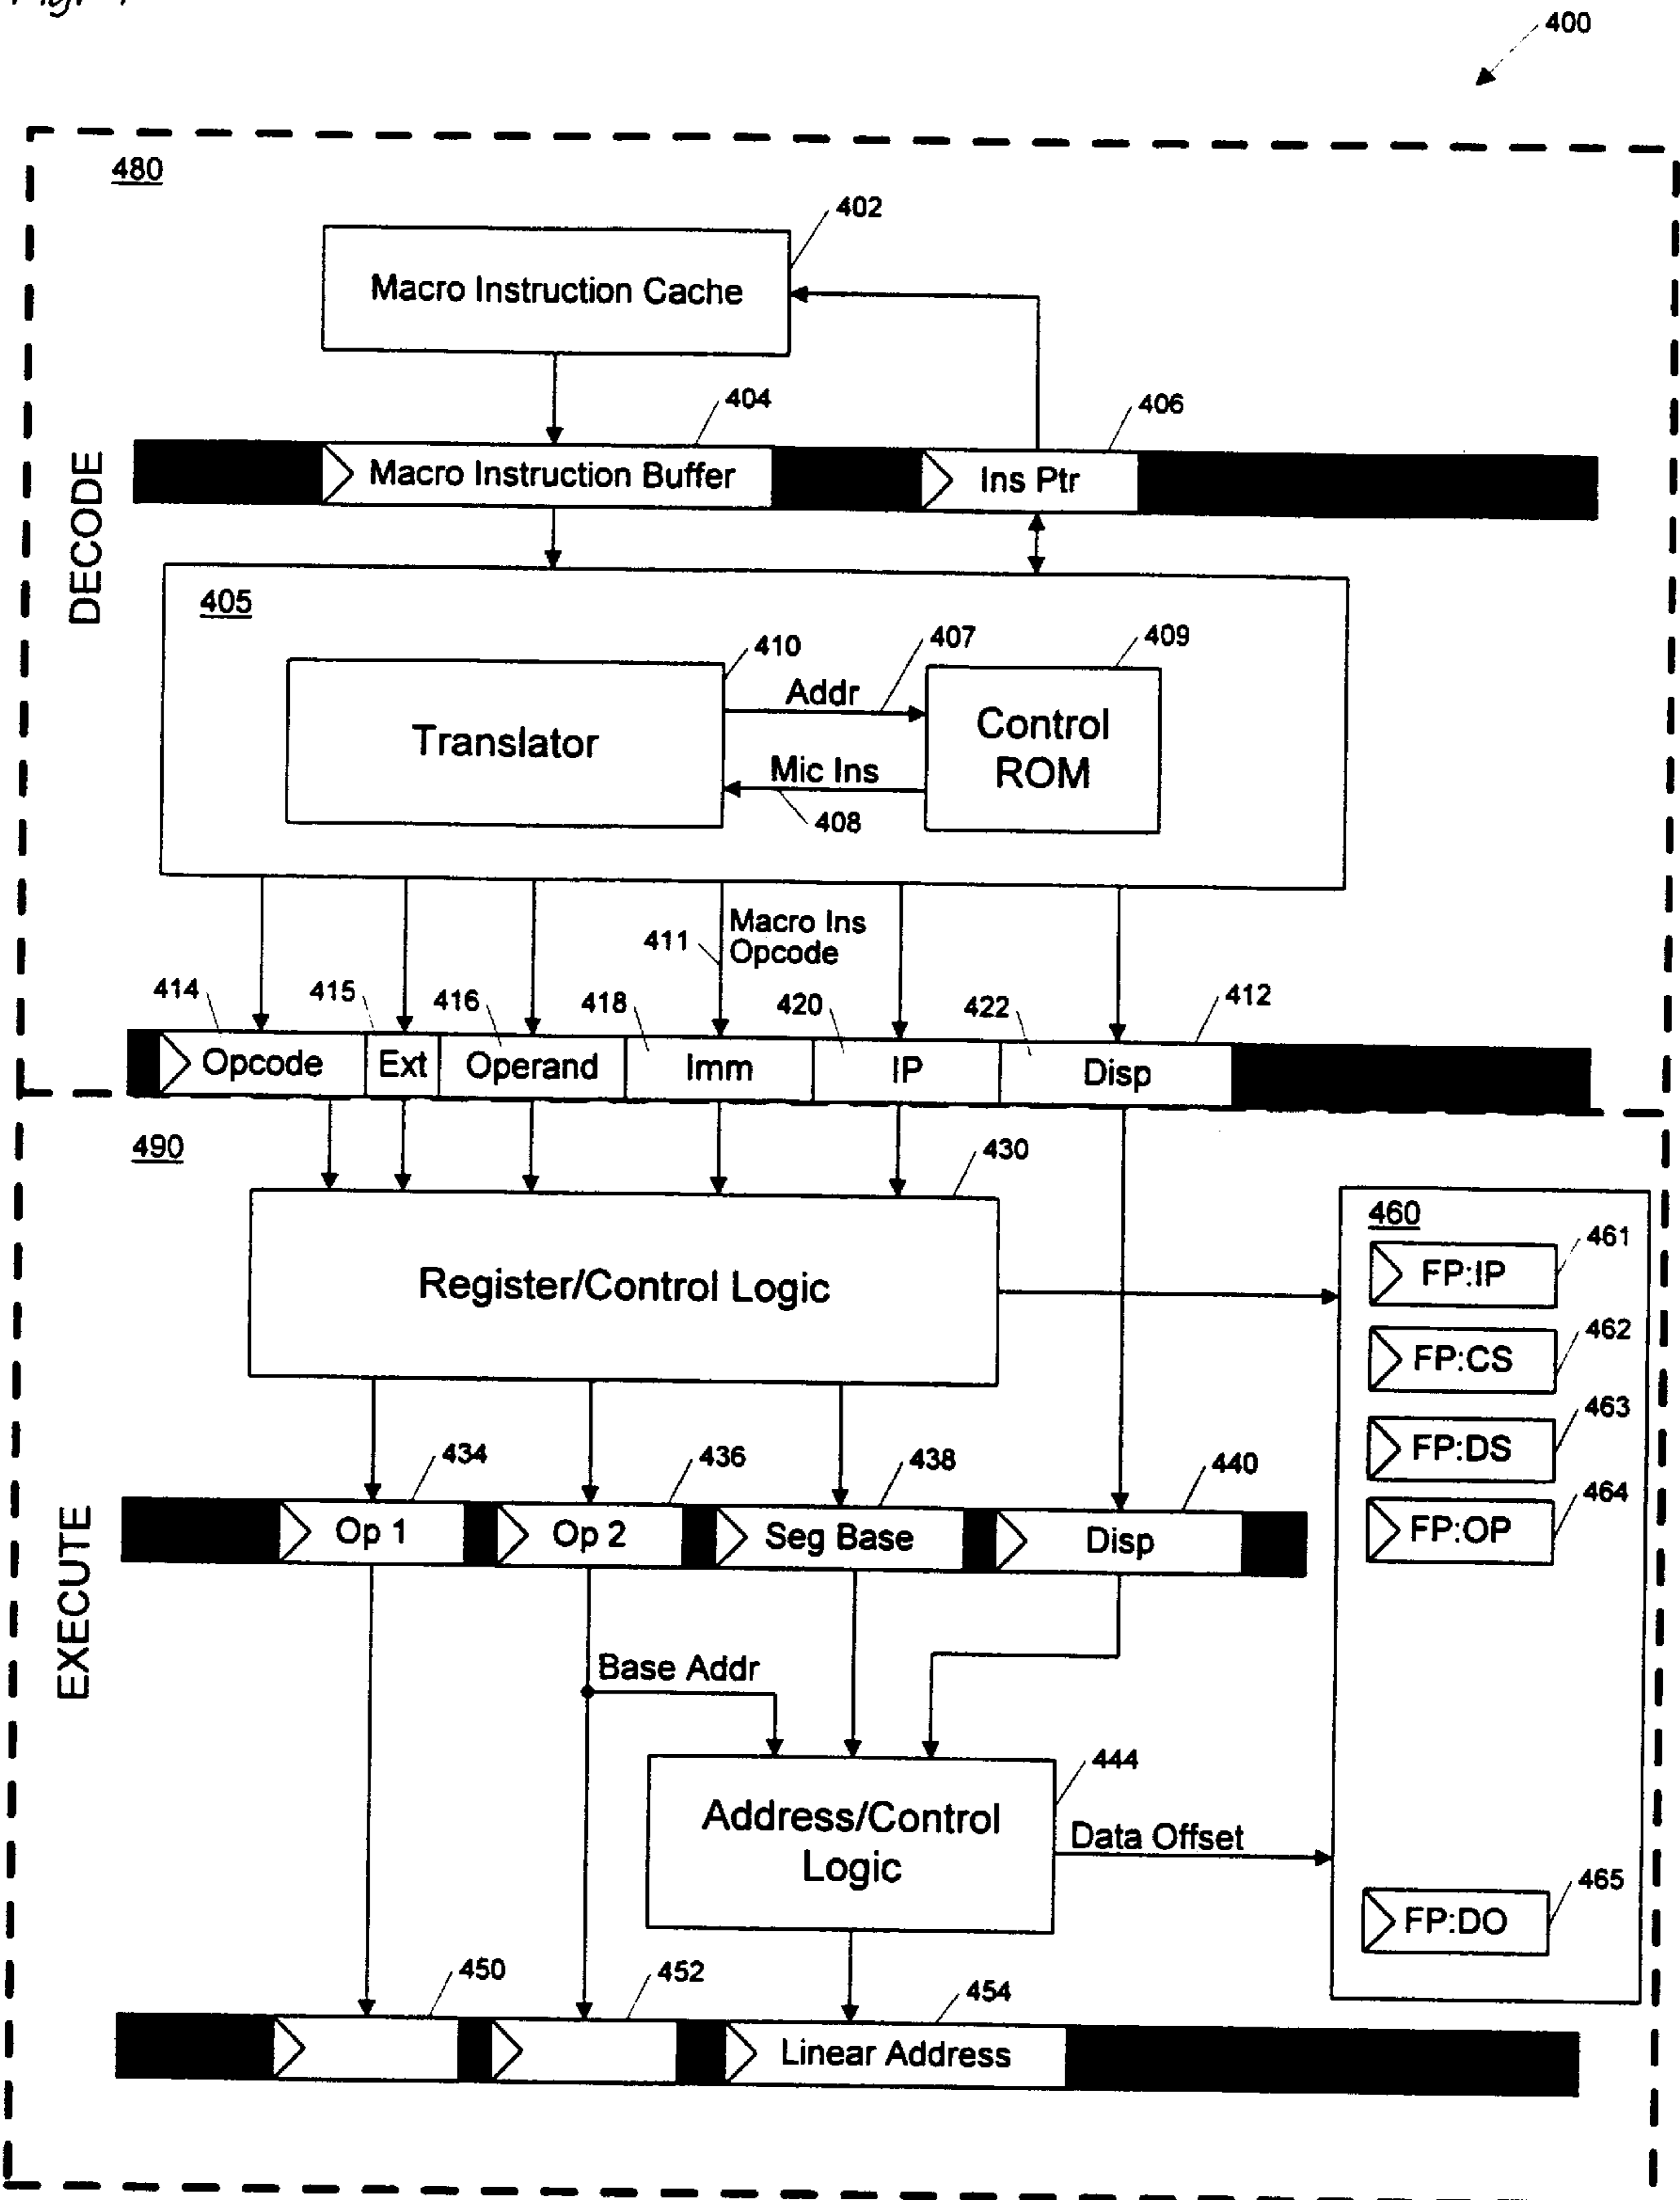 400
480
402
Macro Instruction Cache
404
406
Macro Instruction Buffer
Ins Ptr
DECODE
405
410
407
409
Addr
Translator
Control
ROM
Mic Ins
408
Macro Ins
Opcode
411
414
415
416
418
420
422
412
Opcode
Ext
Operand
Imm
IP
Disp
490
430
Register/Control Logic
460
461
FP:IP
462
FP:CS
463
FP:DS
464
FP:OP
EXECUTE
434
436
438
440
Op 1
Op 2
Seg Base
Disp
Base Addr
444
Address/Control
Logic
Data Offset
465
FP:DO
450
452
454
Linear Address